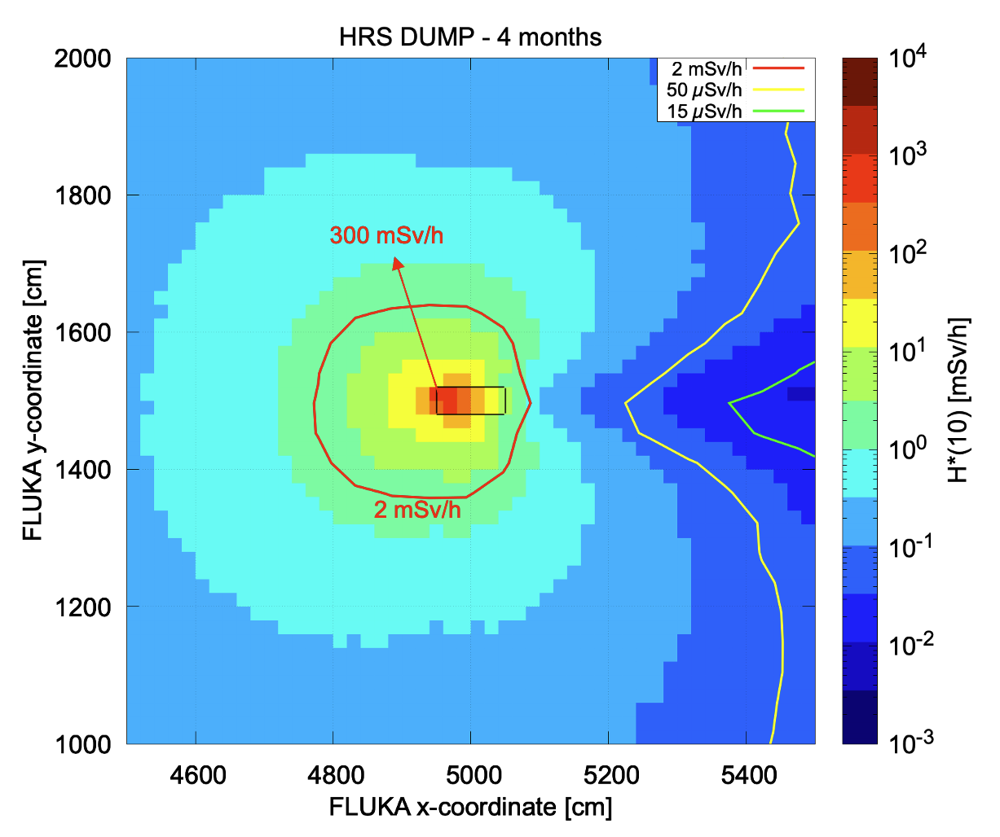 HRS DUMP - 4 months
2000
1800
1600
1400
1200
1000
4600
4800
5000
5200
5400
FLUKA x-coordinate [cm]
FLUKA y-coordinate [cm]
2 mSv/h
50 µSv/h
15 µSv/h
300 mSv/h
2 mSv/h
10⁴
10³
10²
10¹
10⁰
10⁻¹
10⁻²
10⁻³
H*(10) [mSv/h]